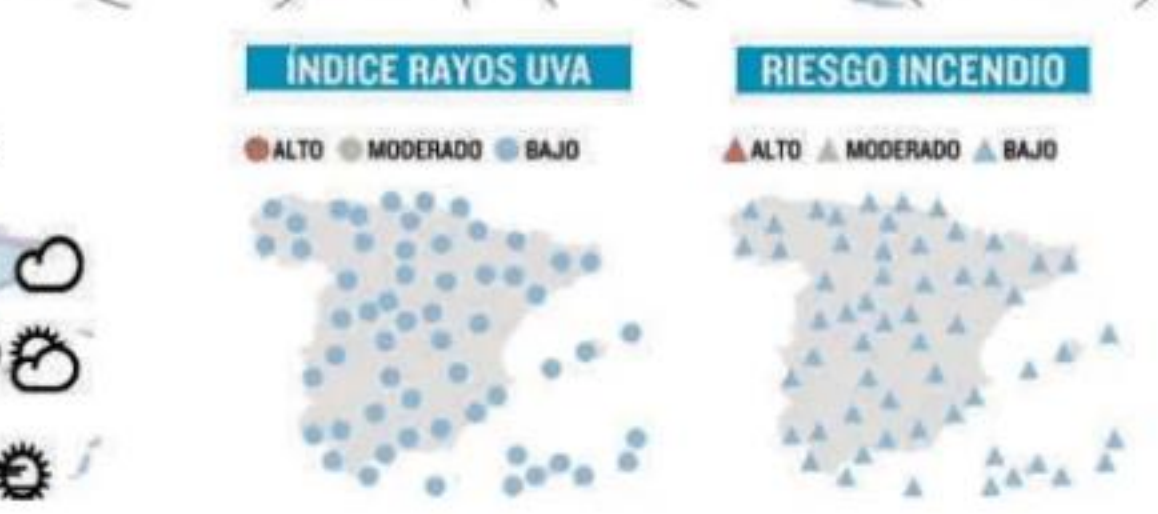 ÍNDICE RAYOS UVA
ALTO MODERADO BAJO
RIESGO INCENDIO
ALTO MODERADO BAJO